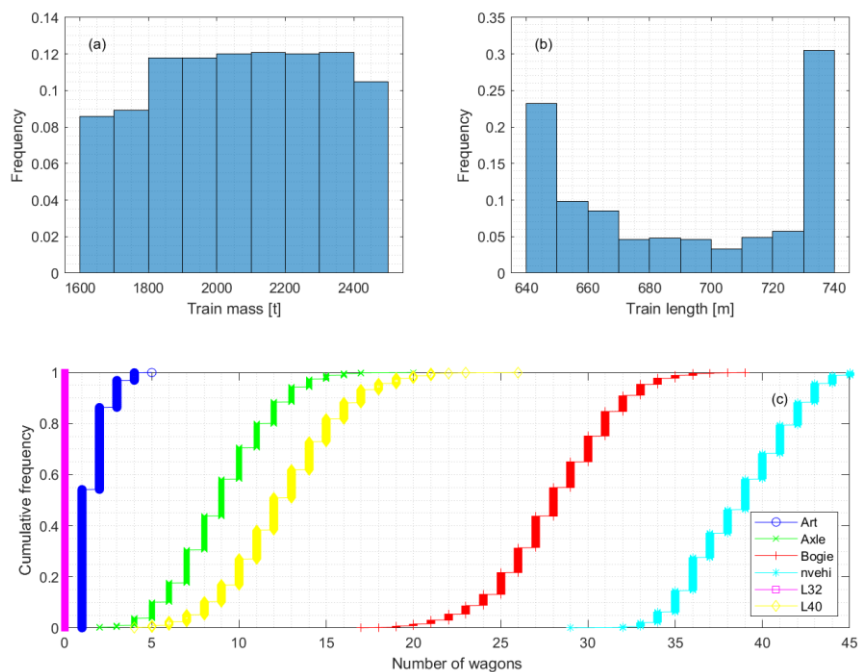 (a)
0.14
0.12
0.1
0.08
0.06
0.04
0.02
0
Frequency
1600 1800 2000 2200 2400
Train mass [t]
(b)
0.35
0.3
0.25
0.2
0.15
0.1
0.05
0
Frequency
640 660 680 700 720 740
Train length [m]
(c)
1
0.8
0.6
0.4
0.2
0
Cumulative frequency
Art
Axle
Bogie
nvehi
L32
L40
0 5 10 15 20 25 30 35 40 45
Number of wagons